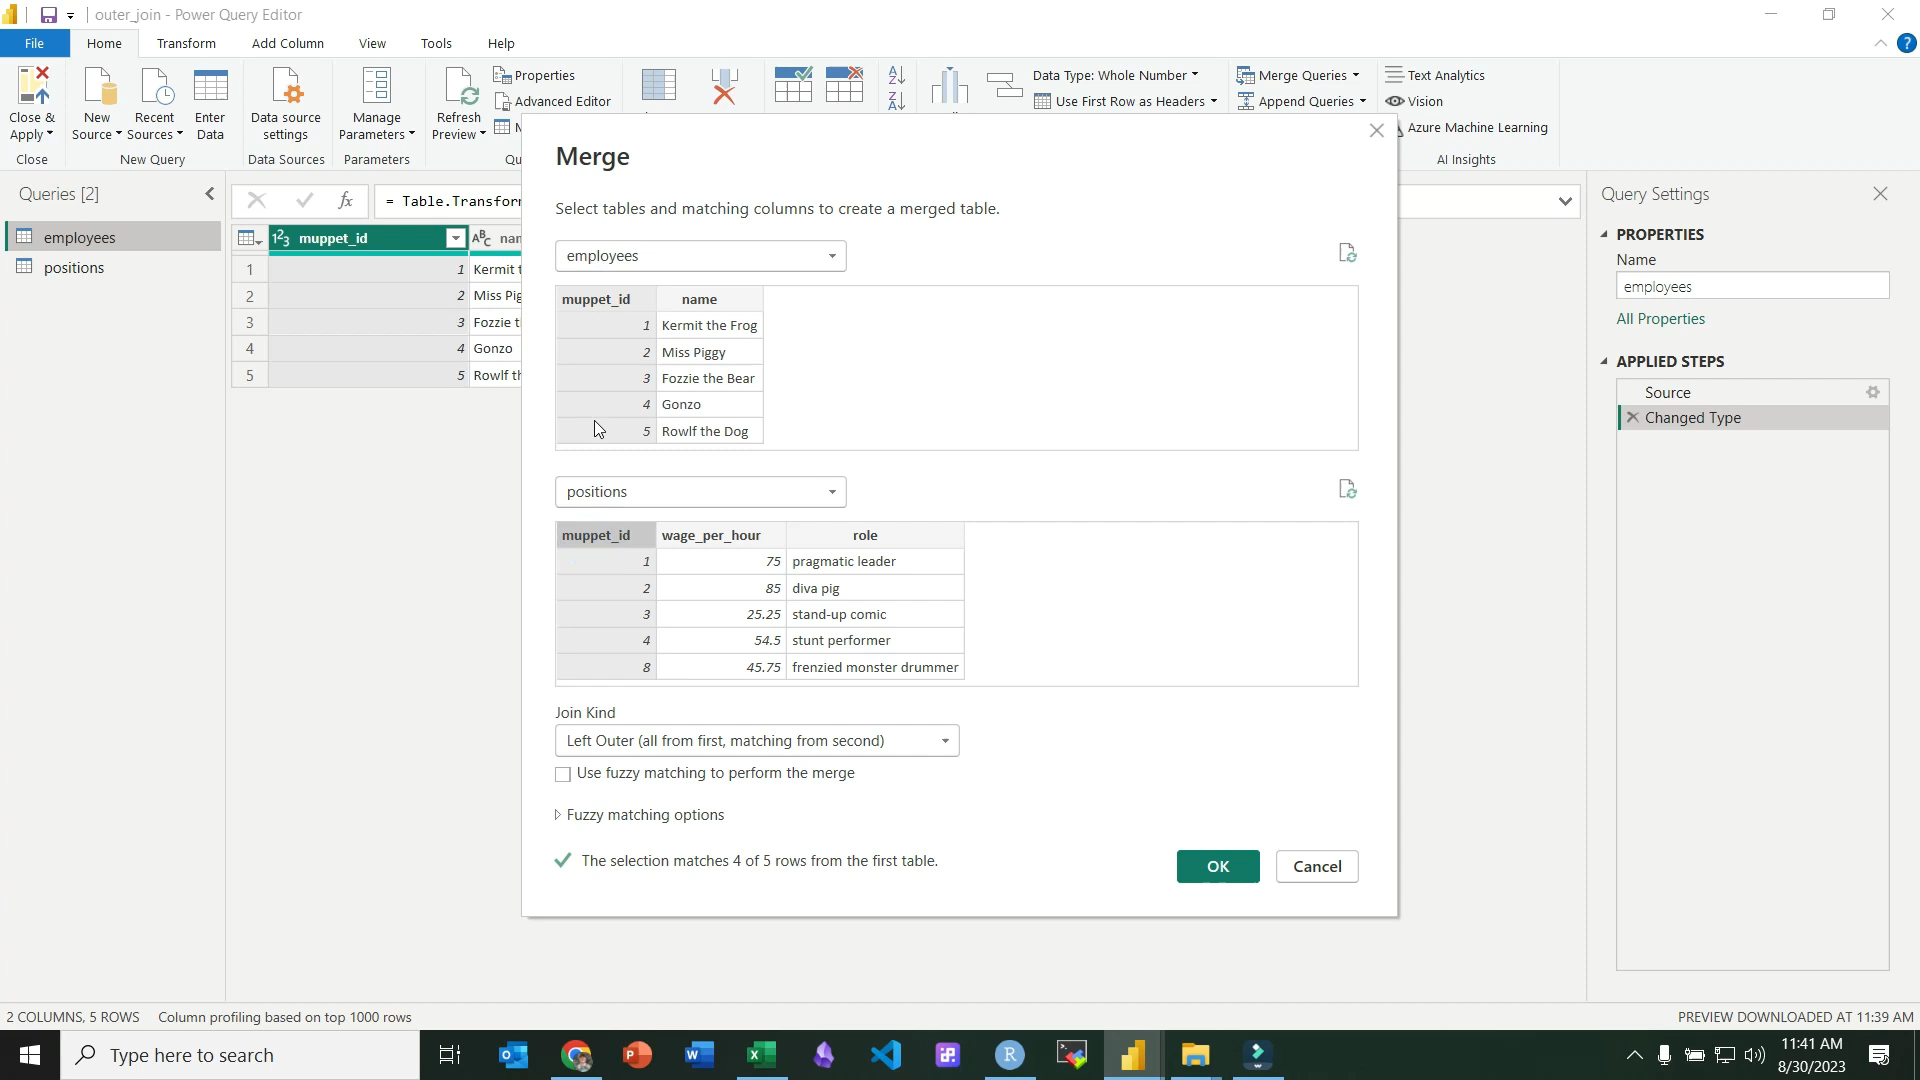 outer_join - Power Query Editor
File Home Transform Add Column View Tools Help
Close & Apply
New Source
Recent Sources
Enter Data
Data source settings
Manage Parameters
Refresh Preview
Properties
Advanced Editor
Data Type: Whole Number
Use First Row as Headers
Merge Queries
Append Queries
Text Analytics
Vision
Azure Machine Learning
Close
New Query
Data Sources
Parameters
AI Insights
Queries [2]
employees
positions
fx
= Table.Transform
muppet_id
1 Kermit
2 Miss Pig
3 Fozzie
4 Gonzo
5 Rowlf
Merge
Select tables and matching columns to create a merged table.
employees
muppet_id name
1 Kermit the Frog
2 Miss Piggy
3 Fozzie the Bear
4 Gonzo
5 Rowlf the Dog
positions
muppet_id wage_per_hour role
1 75 pragmatic leader
2 85 diva pig
3 25.25 stand-up comic
4 54.5 stunt performer
8 45.75 frenzied monster drummer
Join Kind
Left Outer (all from first, matching from second)
Use fuzzy matching to perform the merge
Fuzzy matching options
The selection matches 4 of 5 rows from the first table.
OK Cancel
Query Settings
PROPERTIES
Name
employees
All Properties
APPLIED STEPS
Source
Changed Type
2 COLUMNS, 5 ROWS Column profiling based on top 1000 rows
PREVIEW DOWNLOADED AT 11:39 AM
Type here to search
11:41 AM
8/30/2023